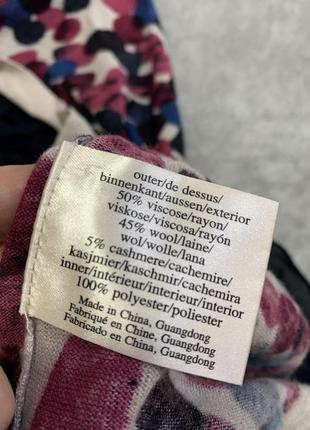 outer/de dessus/
binnenkant/aussen/exterior
50% viscose/rayon/
viskose/viscosa/rayón
45% wool/laine/
wol/wolle/lana
5% cashmere/cachemire/
kasjmier/kaschmir/cachemira
inner/intérieur/interieur/interior
100% polyester/poliester
Made in China, Guangdong
Fabriqué en Chine, Guangdong
Fabricado en China, Guangdong